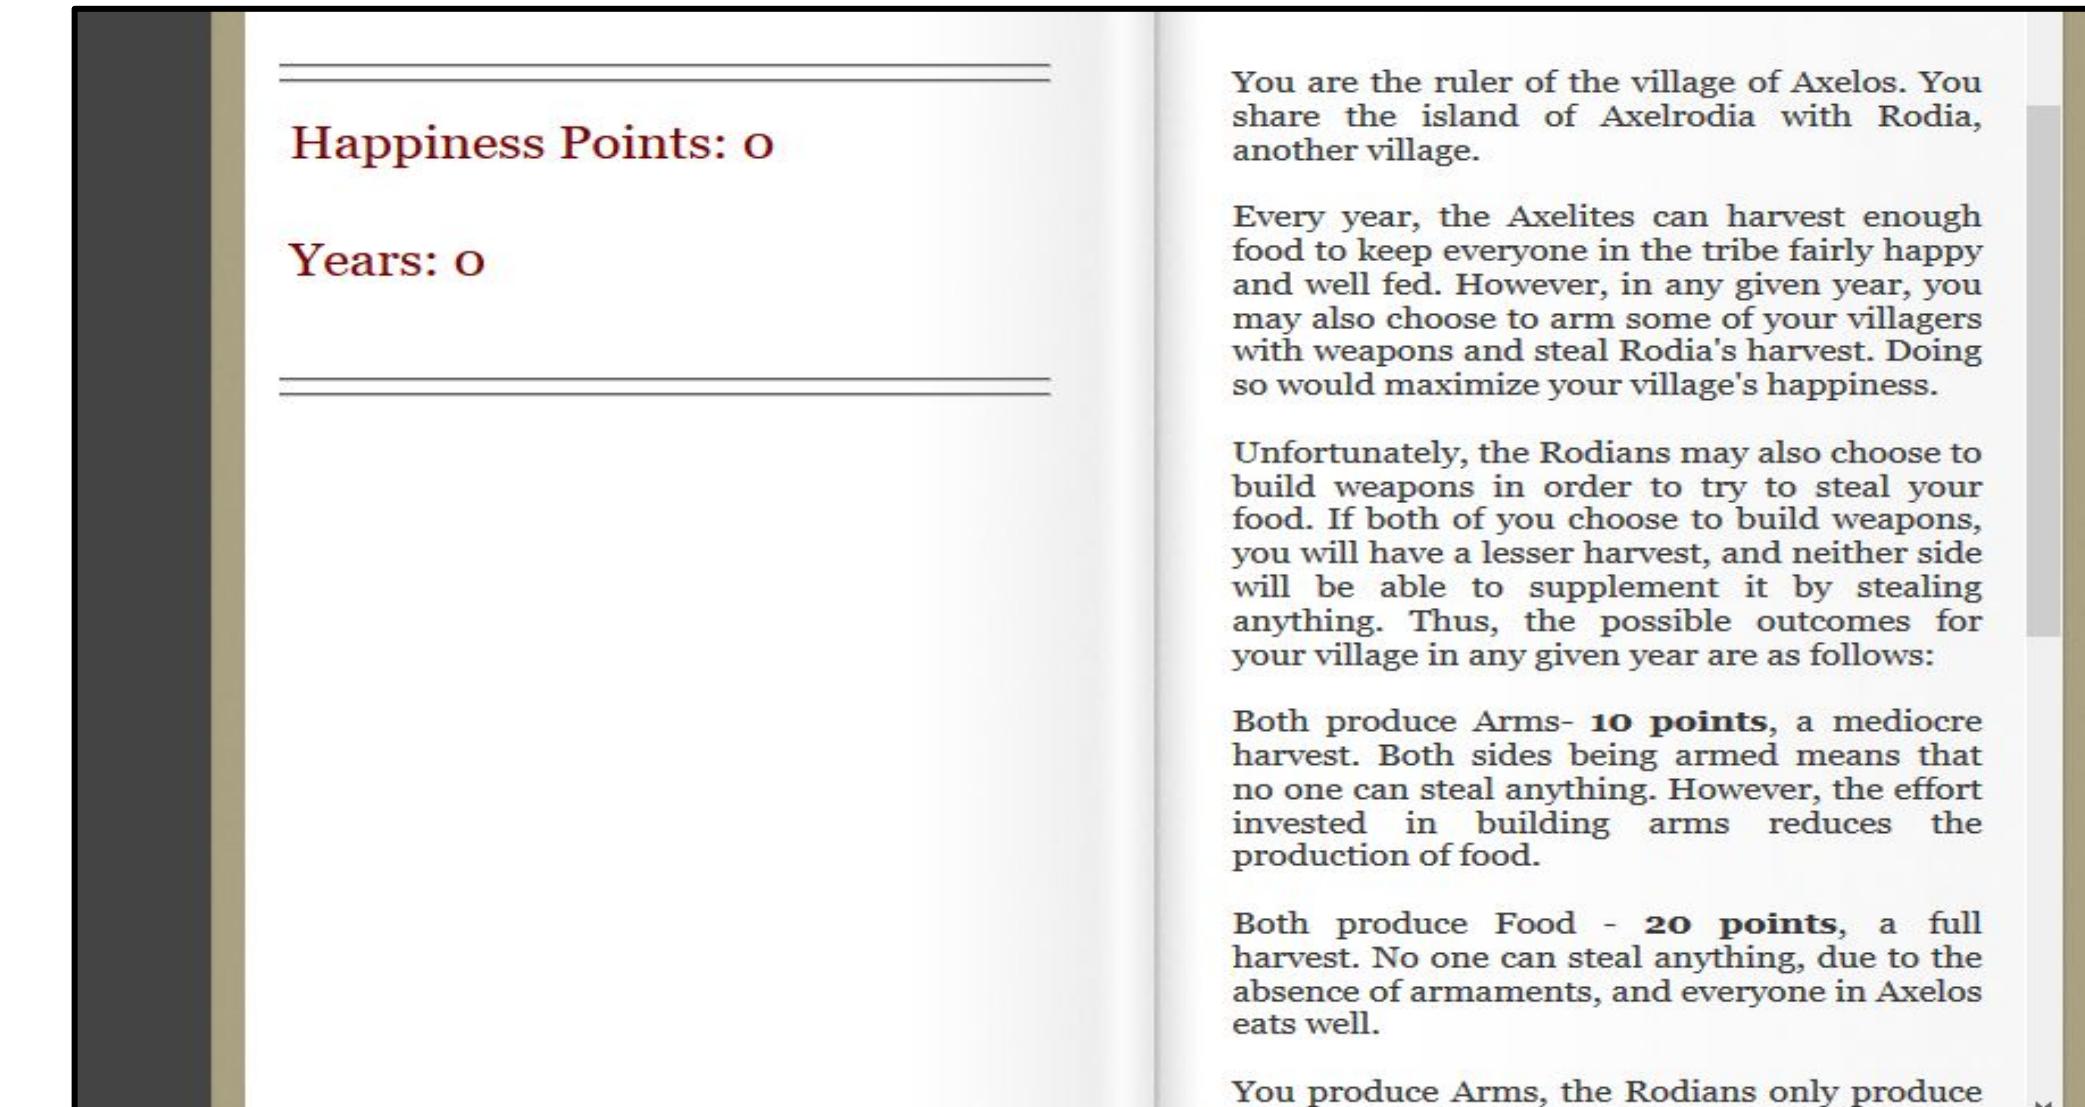 Happiness Points: 0
Years: 0
You are the ruler of the village of Axelos. You
share the island of Axelrodia with Rodia,
another village.
Every year, the Axelites can harvest enough
food to keep everyone in the tribe fairly happy
and well fed. However, in any given year, you
may also choose to arm some of your villagers
with weapons and steal Rodia's harvest. Doing
so would maximize your village's happiness.
Unfortunately, the Rodians may also choose to
build weapons in order to try to steal your
food. If both of you choose to build weapons,
you will have a lesser harvest, and neither side
will be able to supplement it by stealing
anything. Thus, the possible outcomes for
your village in any given year are as follows:
Both produce Arms- 10 points, a mediocre
harvest. Both sides being armed means that
no one can steal anything. However, the effort
invested in building arms reduces the
production of food.
Both produce Food - 20 points, a full
harvest. No one can steal anything, due to the
absence of armaments, and everyone in Axelos
eats well.
You produce Arms, the Rodians only produce